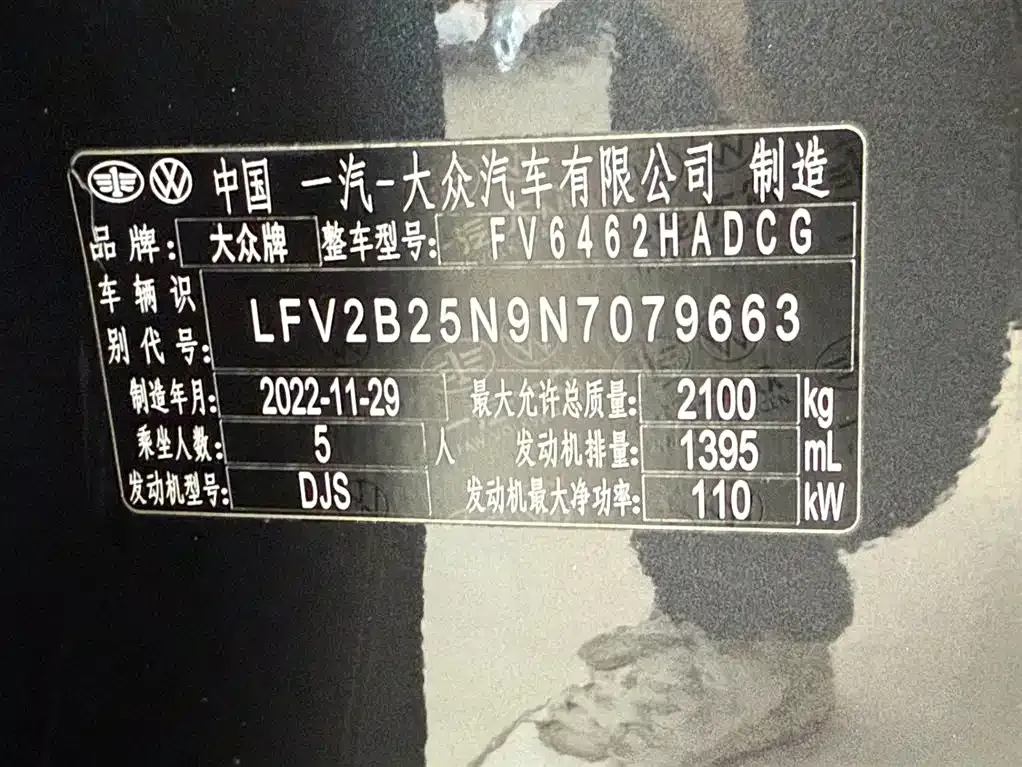 中国 一汽-大众汽车有限公司 制造
品牌: 大众牌 整车型号: FV6462HADCG
车辆识别代号: LFV2B25N9N7079663
制造年月: 2022-11-29 最大允许总质量: 2100 kg
乘坐人数: 5 人 发动机排量: 1395 mL
发动机型号: DJS 发动机最大净功率: 110 kW